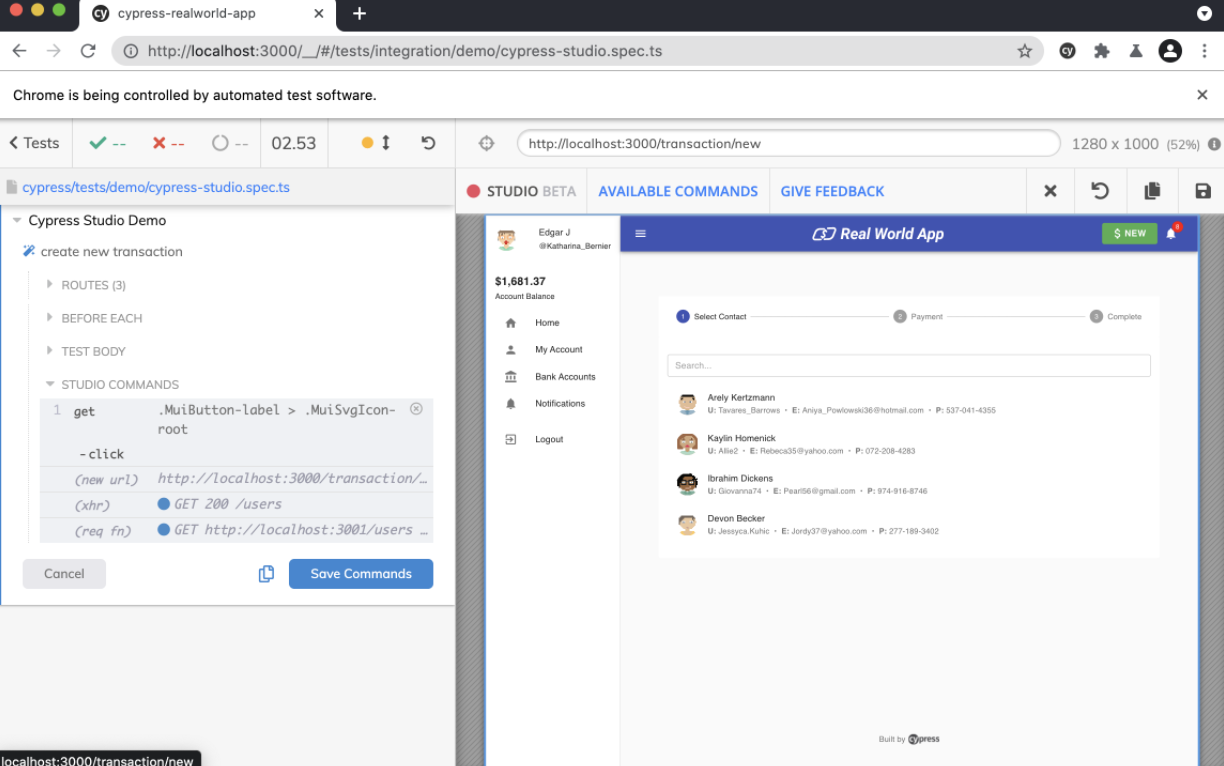 cypress-realworld-app
http://localhost:3000/__/#/tests/integration/demo/cypress-studio.spec.ts
Chrome is being controlled by automated test software.
Tests -- -- -- 02.53
http://localhost:3000/transaction/new 1280 x 1000 (52%)
cypress/tests/demo/cypress-studio.spec.ts
STUDIO BETA AVAILABLE COMMANDS GIVE FEEDBACK
Cypress Studio Demo
create new transaction
ROUTES (3)
BEFORE EACH
TEST BODY
STUDIO COMMANDS
1 get .MuiButton-label > .MuiSvgIcon-
root
-click
(new url) http://localhost:3000/transaction/…
(xhr) GET 200 /users
(req fn) GET http://localhost:3001/users …
Cancel Save Commands
localhost:3000/transaction/new
Edgar J
@Katharina_Bernier
$1,681.37
Account Balance
Home
My Account
Bank Accounts
Notifications
Logout
Real World App
$ NEW
1 Select Contact 2 Payment 3 Complete
Search...
Arely Kertzmann
U: Tavares_Barrows • E: Aniya_Powlowski36@hotmail.com • P: 537-041-4355
Kaylin Homenick
U: Allie2 • E: Rebeca35@yahoo.com • P: 072-208-4283
Ibrahim Dickens
U: Giovanna74 • E: Pearl56@gmail.com • P: 974-916-8746
Devon Becker
U: Jessyca.Kuhic • E: Jordy37@yahoo.com • P: 277-189-3402
Built by cypress